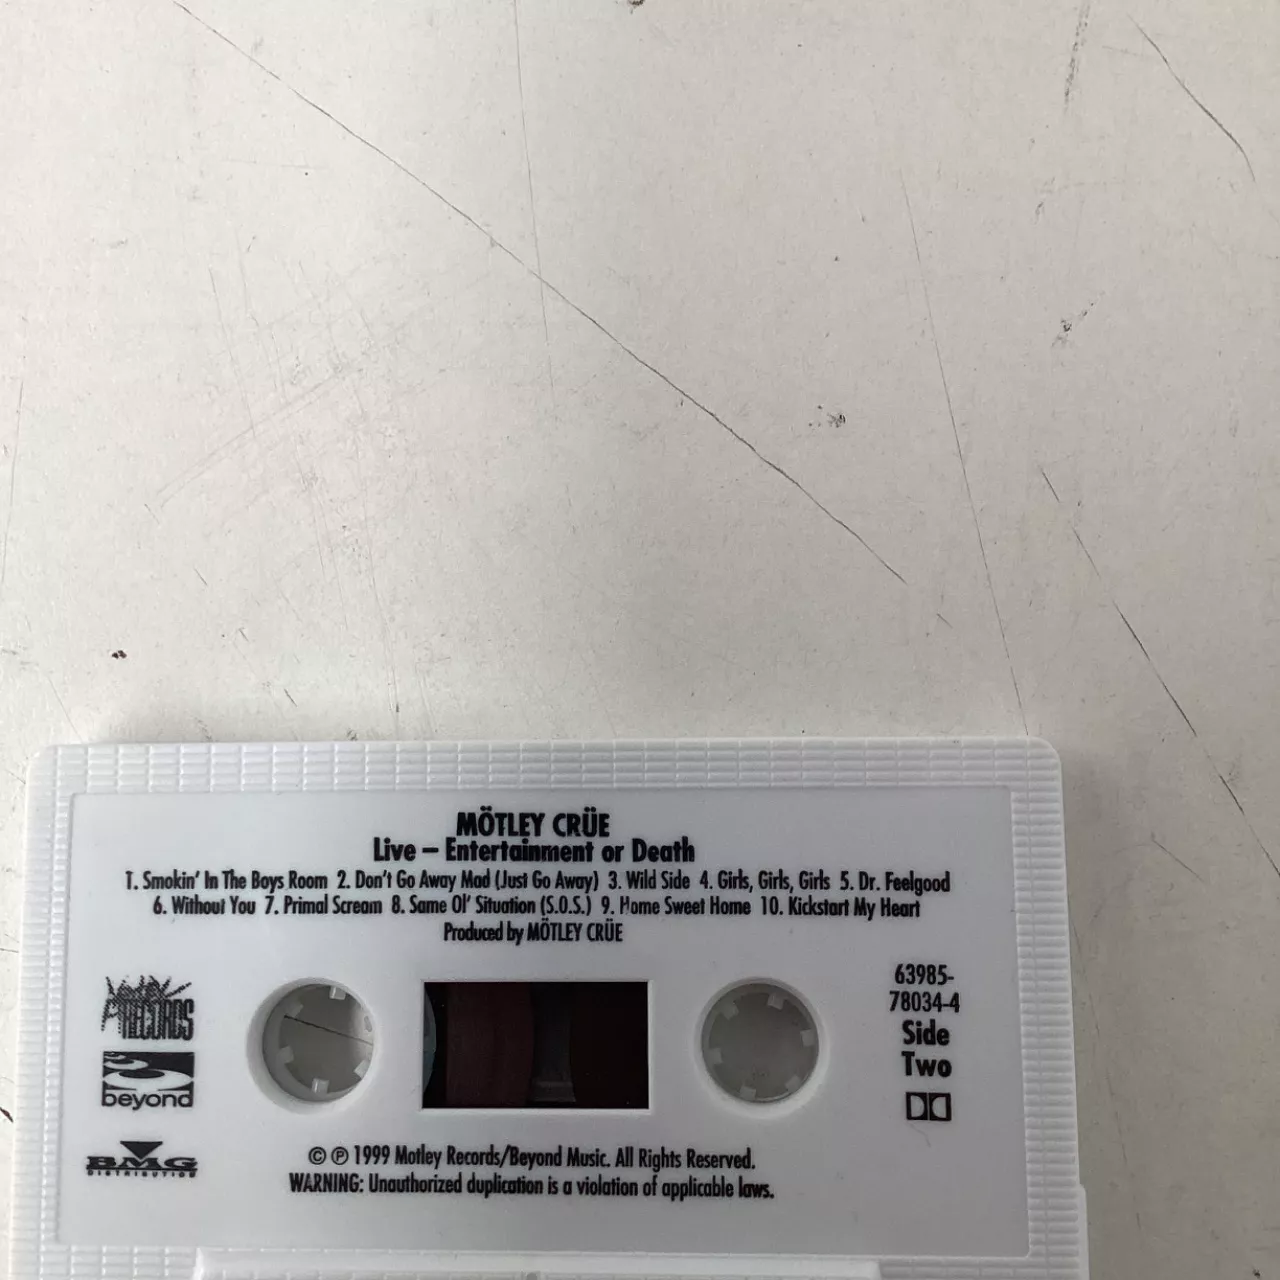 MÖTLEY CRÜE
Live – Entertainment or Death
1. Smokin' In The Boys Room 2. Don't Go Away Mad (Just Go Away) 3. Wild Side 4. Girls, Girls, Girls 5. Dr. Feelgood
6. Without You 7. Primal Scream 8. Same Ol' Situation (S.O.S.) 9. Home Sweet Home 10. Kickstart My Heart
Produced by MÖTLEY CRÜE
63985-
78034-4
Side
Two
RECORDS
beyond
BMG
DISTRIBUTION
© ℗ 1999 Motley Records/Beyond Music. All Rights Reserved.
WARNING: Unauthorized duplication is a violation of applicable laws.